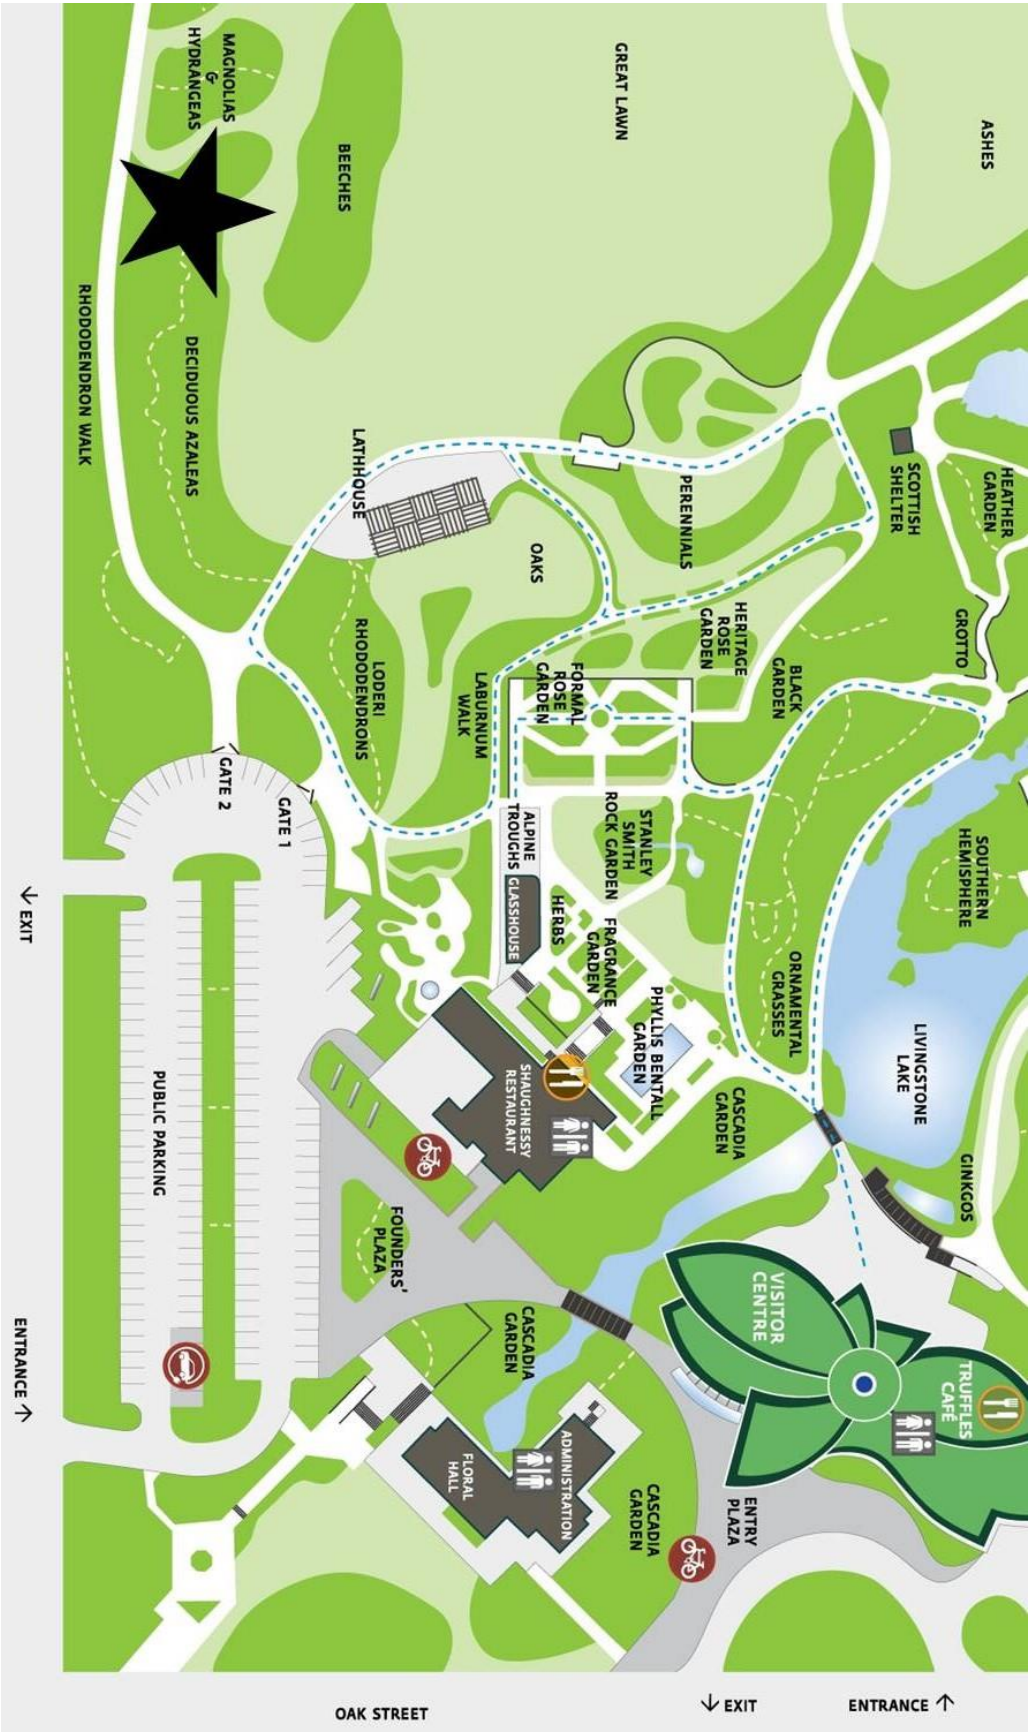 MAGNOLIAS
&
HYDRANGEAS
BEECHES
GREAT LAWN
ASHES
RHODODENDRON WALK
DECIDUOUS AZALEAS
LATHHOUSE
OAKS
PERENNIALS
SCOTTISH
SHELTER
HEATHER
GARDEN
GROTTO
HERITAGE
ROSE
GARDEN
BLACK
GARDEN
FORMAL
ROSE
GARDEN
LODERI
RHODODENDRONS
LABURNUM
WALK
GATE 2
GATE 1
ALPINE
TROUGHS
GLASSHOUSE
STANLEY
SMITH
ROCK GARDEN
HERBS
FRAGRANCE
GARDEN
SOUTHERN
HEMISPHERE
ORNAMENTAL
GRASSES
LIVINGSTONE
LAKE
PHYLLIS BENTALL
GARDEN
SHAUGHNESSY
RESTAURANT
CASCADIA
GARDEN
GINKGOS
← EXIT
PUBLIC PARKING
FOUNDERS'
PLAZA
VISITOR
CENTRE
TRUFFLES
CAFÉ
CASCADIA
GARDEN
ENTRANCE →
ADMINISTRATION
FLORAL
HALL
CASCADIA
GARDEN
ENTRY
PLAZA
OAK STREET
↓ EXIT
ENTRANCE ↑